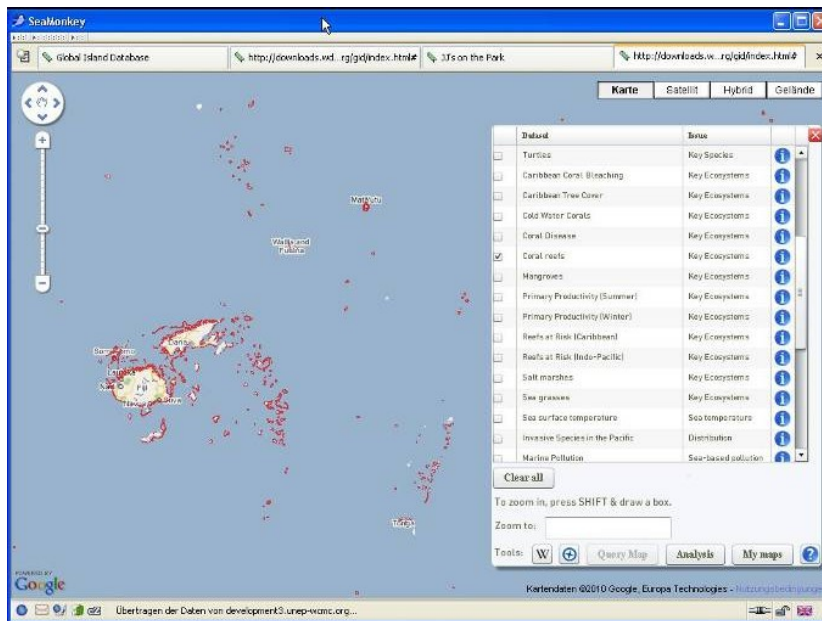 SeaMonkey
Global Island Database
http://downloads.wd...rg/gid/index.html#
JJ's on the Park
http://downloads.w...rg/gid/index.html#
Karte
Satellit
Hybrid
Gelände
Dataset Issue
Turtles Key Species
Caribbean Coral Bleaching Key Ecosystems
Caribbean Tree Cover Key Ecosystems
Cold Water Corals Key Ecosystems
Coral Disease Key Ecosystems
Coral reefs Key Ecosystems
Mangroves Key Ecosystems
Primary Productivity (Summer) Key Ecosystems
Primary Productivity (Winter) Key Ecosystems
Reefs at Risk (Caribbean) Key Ecosystems
Reefs at Risk (Indo-Pacific) Key Ecosystems
Salt marshes Key Ecosystems
Sea grasses Key Ecosystems
Sea surface temperature Sea temperature
Invasive Species in the Pacific Distribution
Marine Pollution Sea-based pollution
Clear all
To zoom in, press SHIFT & draw a box.
Zoom to:
Tools: W Query Map Analysis My maps ?
Wallis and
Futuna
Fiji
Suva
Tonga
POWERED BY
Google
Kartendaten ©2010 Google, Europa Technologies - Nutzungsbedingungen
Übertragen der Daten von development3.unep-wcmc.org...